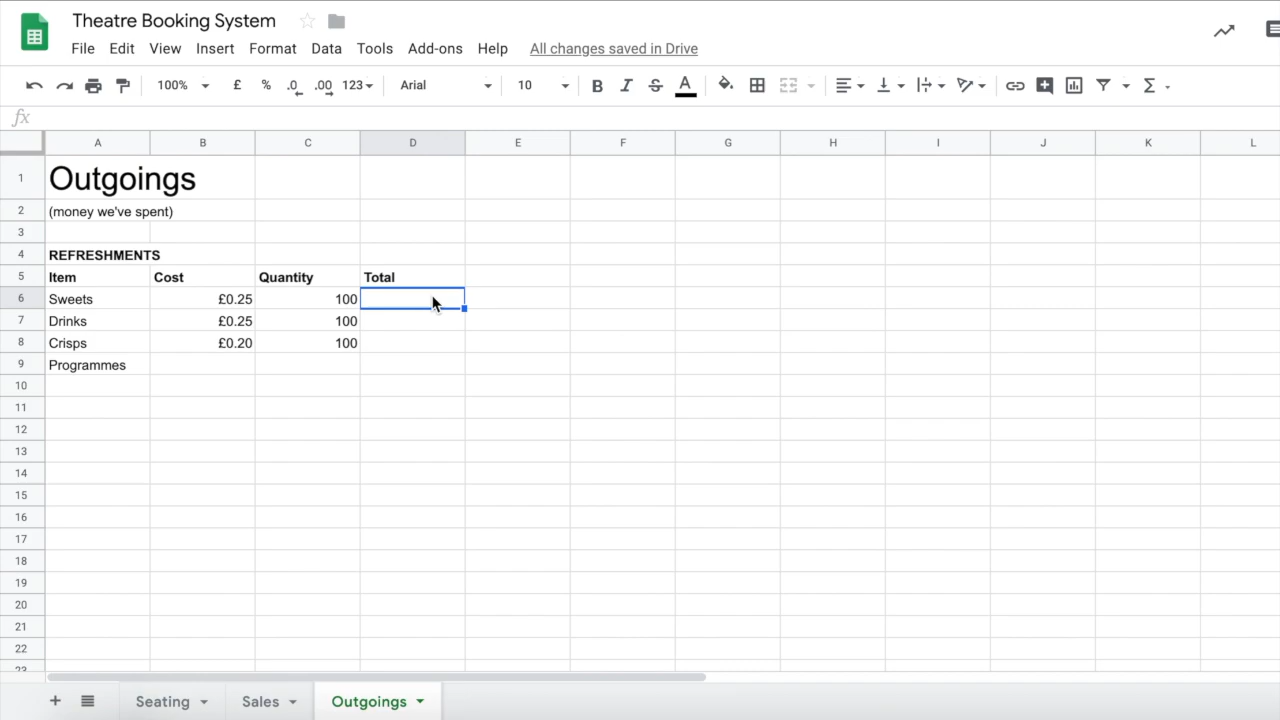 Theatre Booking System
File Edit View Insert Format Data Tools Add-ons Help All changes saved in Drive
100% £ % .0 .00 123 Arial 10 B I S A Σ
fx
A B C D E F G H I J K L
1 Outgoings
2 (money we've spent)
3
4 REFRESHMENTS
5 Item Cost Quantity Total
6 Sweets £0.25 100
7 Drinks £0.25 100
8 Crisps £0.20 100
9 Programmes
10
11
12
13
14
15
16
17
18
19
20
21
22
23
+ Seating Sales Outgoings